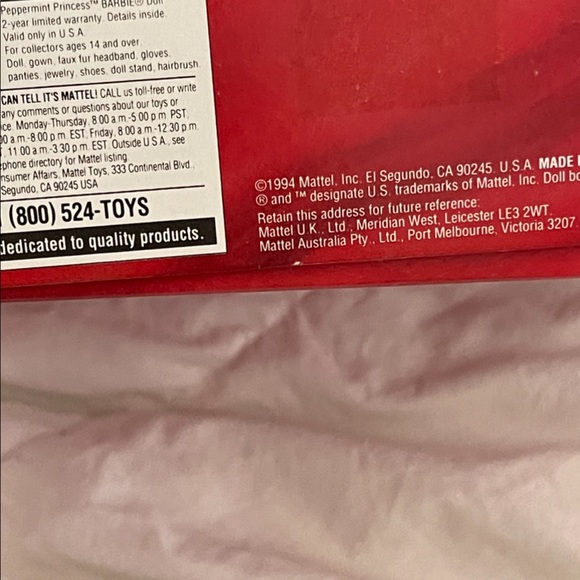 Peppermint Princess™ BARBIE® Doll
2-year limited warranty. Details inside.
Valid only in U.S.A.
For collectors ages 14 and over.
Doll, gown, faux fur headband, gloves,
panties, jewelry, shoes, doll stand, hairbrush.
CAN TELL IT'S MATTEL! CALL us toll-free or write
any comments or questions about our toys or
ice. Monday-Thursday, 8:00 a.m.-5:00 p.m. PST,
00 a.m.-8:00 p.m. EST, Friday, 8:00 a.m.-12:30 p.m.
, 11:00 a.m.-3:30 p.m. EST. Outside U.S.A., see
phone directory for Mattel listing.
nsumer Affairs, Mattel Toys, 333 Continental Blvd.,
Segundo, CA 90245 USA
(800) 524-TOYS
dedicated to quality products.
©1994 Mattel, Inc. El Segundo, CA 90245. U.S.A. MADE
® and ™ designate U.S. trademarks of Mattel, Inc. Doll bo
Retain this address for future reference:
Mattel U.K. Ltd., Meridian West, Leicester LE3 2WT.
Mattel Australia Pty., Ltd., Port Melbourne, Victoria 3207.